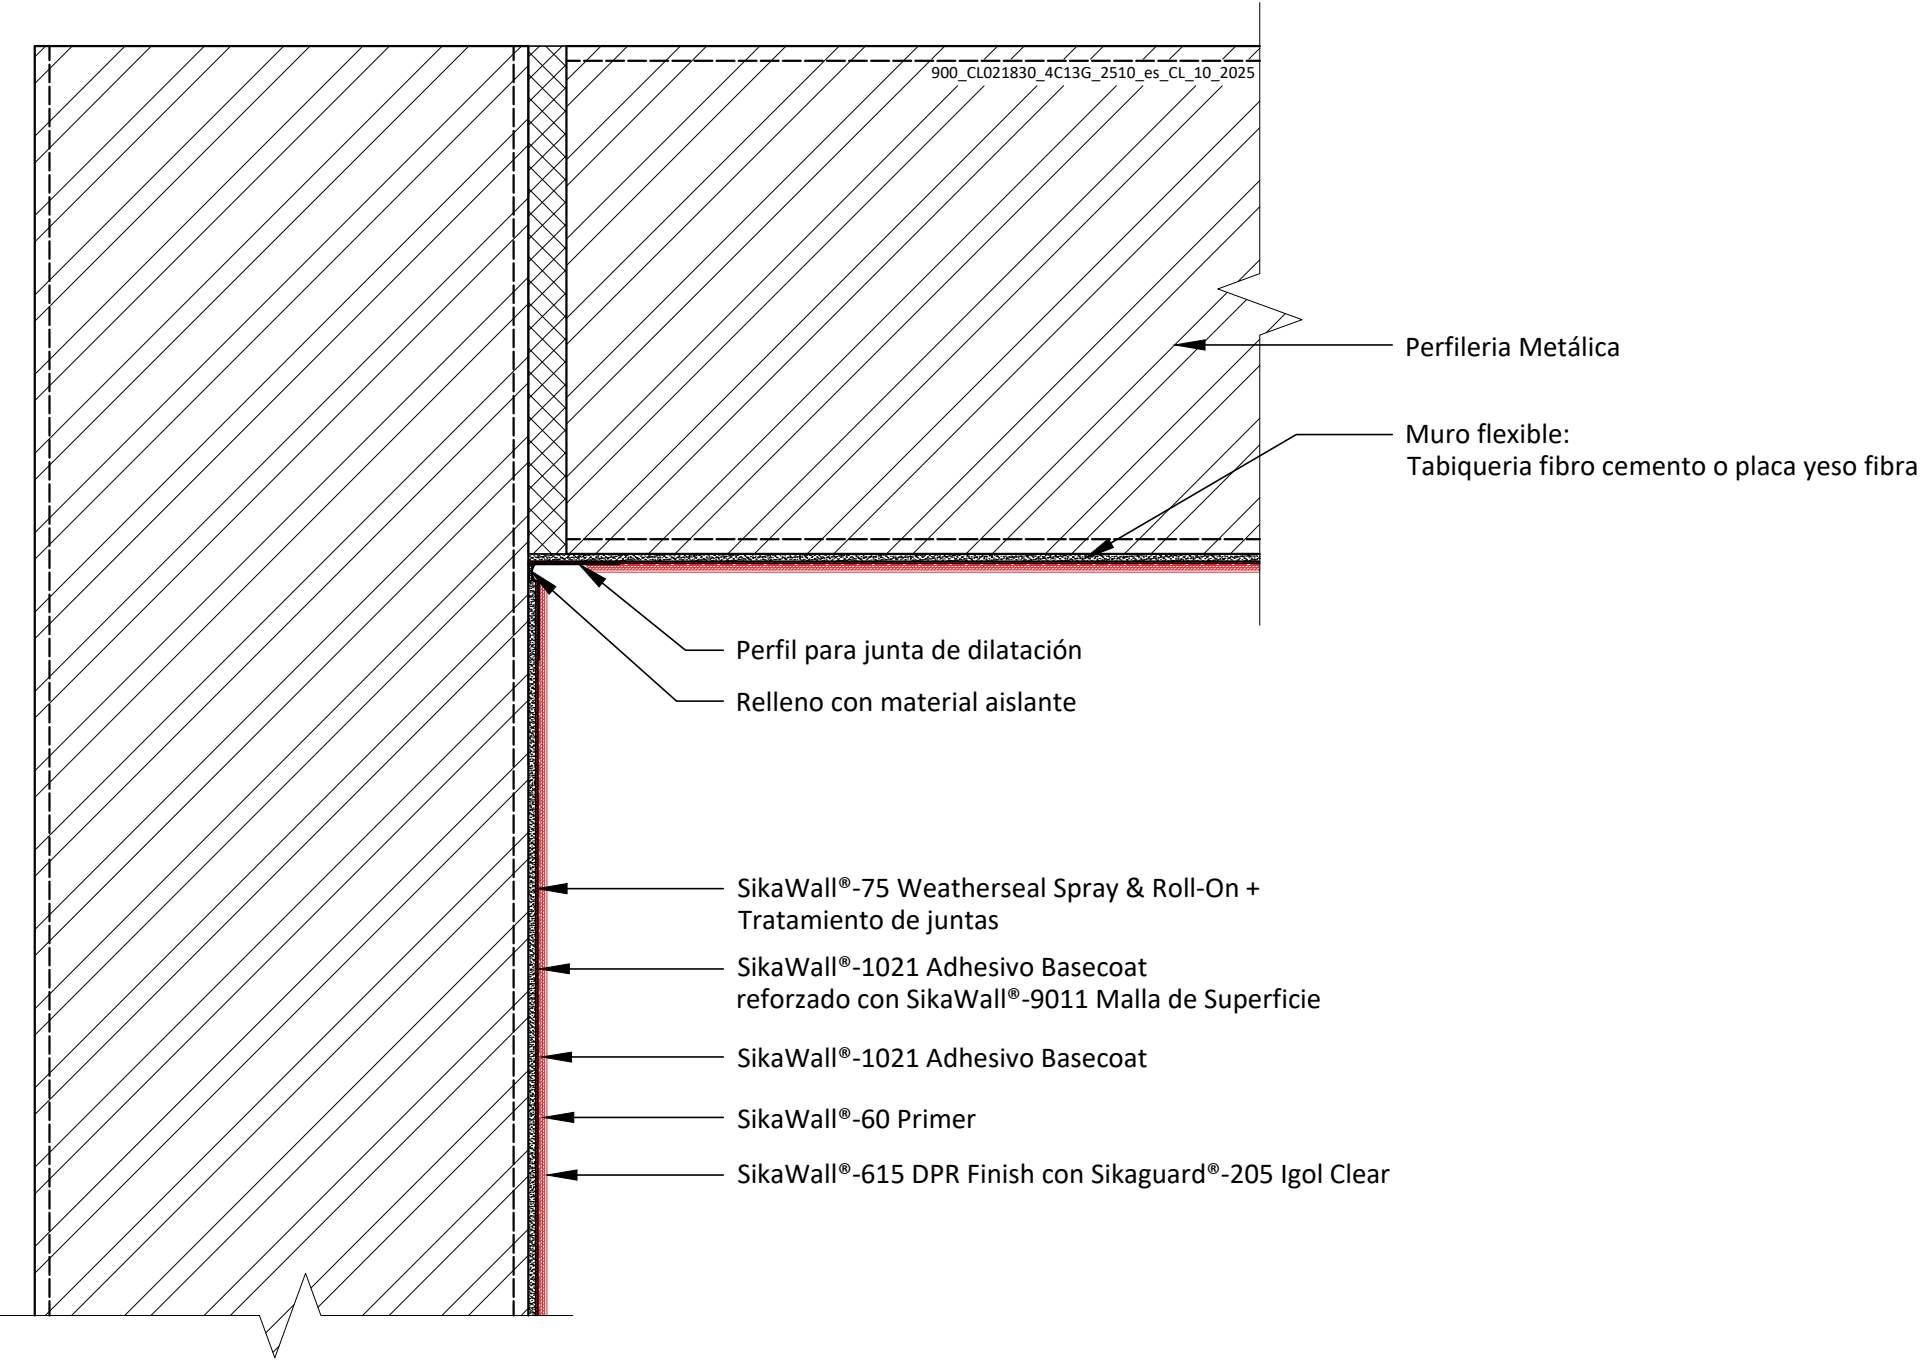 900_CL021830_4C13G_2510_es_CL_10_2025
Perfileria Metálica
Muro flexible:
Tabiqueria fibro cemento o placa yeso fibra
Perfil para junta de dilatación
Relleno con material aislante
SikaWall®-75 Weatherseal Spray & Roll-On +
Tratamiento de juntas
SikaWall®-1021 Adhesivo Basecoat
reforzado con SikaWall®-9011 Malla de Superficie
SikaWall®-1021 Adhesivo Basecoat
SikaWall®-60 Primer
SikaWall®-615 DPR Finish con Sikaguard®-205 Igol Clear